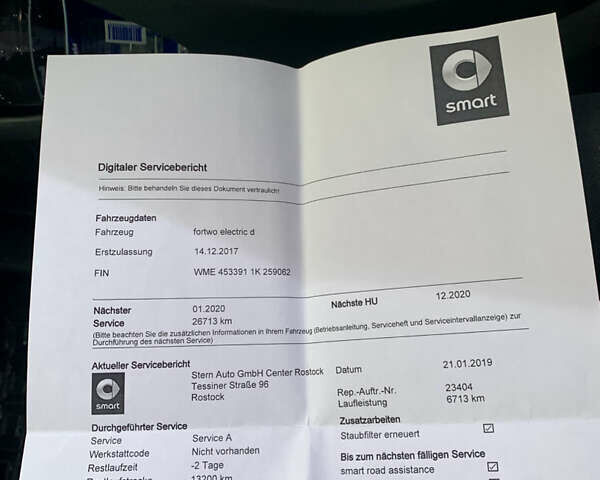 smart
Digitaler Servicebericht
Hinweis: Bitte behandeln Sie dieses Dokument vertraulich!
Fahrzeugdaten
Fahrzeug fortwo electric d
Erstzulassung 14.12.2017
FIN WME 453391 1K 259062
Nächster Service 01.2020 26713 km
Nächste HU 12.2020
(Bitte beachten Sie die zusätzlichen Informationen in Ihrem Fahrzeug (Betriebsanleitung, Serviceheft und Serviceintervallanzeige) zur
Durchführung des nächsten Service)
Aktueller Servicebericht
smart
Stern Auto GmbH Center Rostock
Tessiner Straße 96
Rostock
Datum 21.01.2019
Rep.-Auftr.-Nr. 23404
Laufleistung 6713 km
Durchgeführter Service
Service Service A
Werkstattcode Nicht vorhanden
Restlaufzeit -2 Tage
13200 km
Zusatzarbeiten
Staubfilter erneuert ☑
Bis zum nächsten fälligen Service
smart road assistance ☑